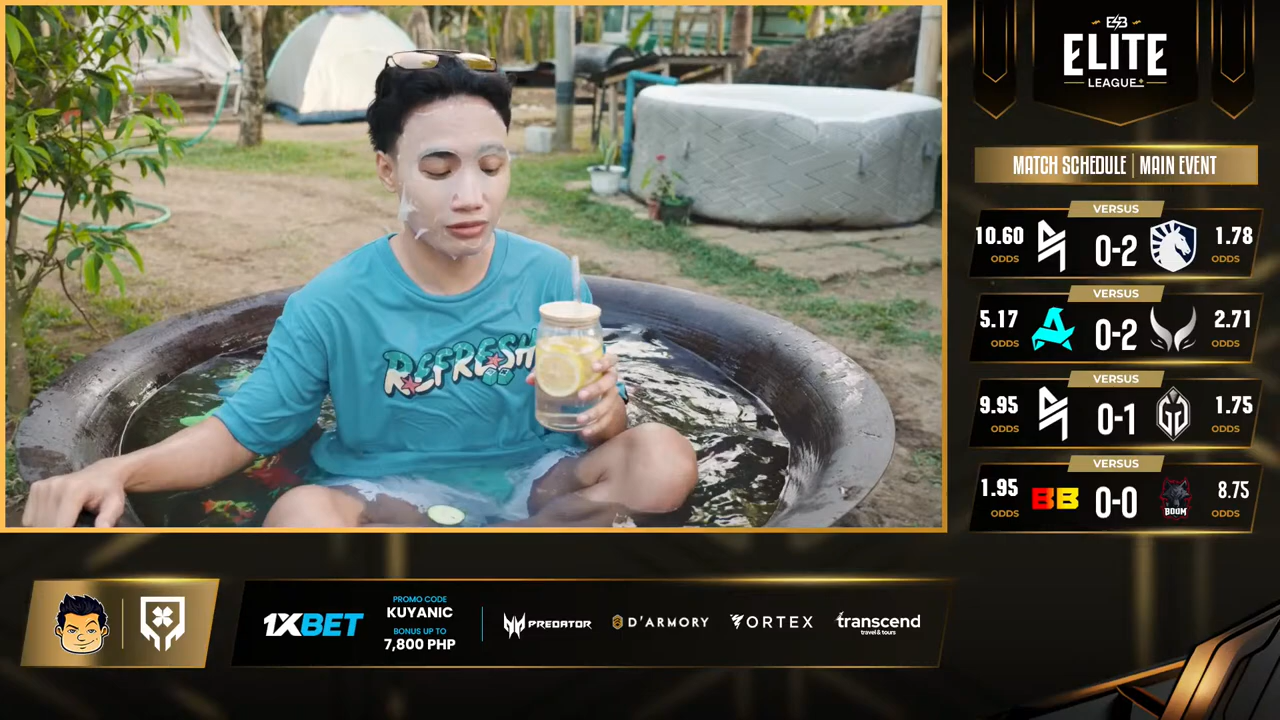 REFRESH
ESB
ELITE
LEAGUE
MATCH SCHEDULE | MAIN EVENT
VERSUS
10.60 ODDS 0-2 1.78 ODDS
VERSUS
5.17 ODDS 0-2 2.71 ODDS
VERSUS
9.95 ODDS 0-1 GG 1.75 ODDS
VERSUS
1.95 ODDS BB 0-0 BOOM 8.75 ODDS
1XBET
PROMO CODE
KUYANIC
BONUS UP TO
7,800 PHP
PREDATOR
D'ARMORY
VORTEX
transcend
travel & tours